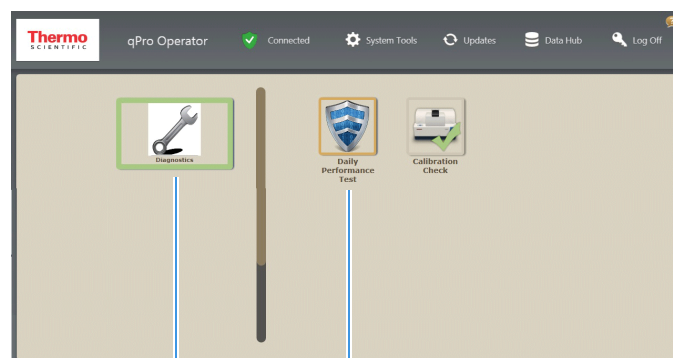 Thermo
SCIENTIFIC
qPro Operator
Connected
System Tools
Updates
Data Hub
Log Off
Diagnostics
Daily
Performance
Test
Calibration
Check